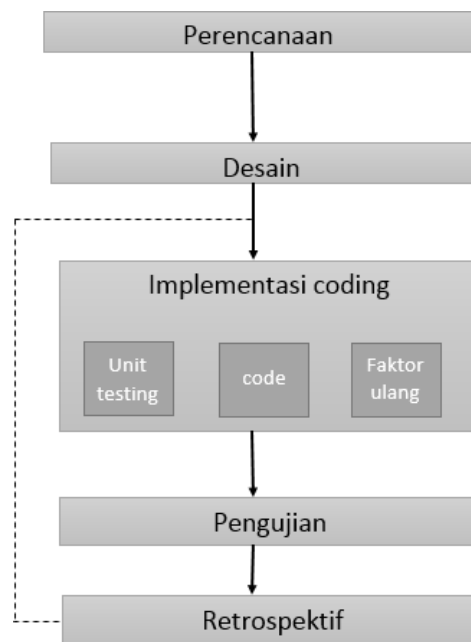 Perencanaan
Desain
Implementasi coding
Unit
testing
code
Faktor
ulang
Pengujian
Retrospektif